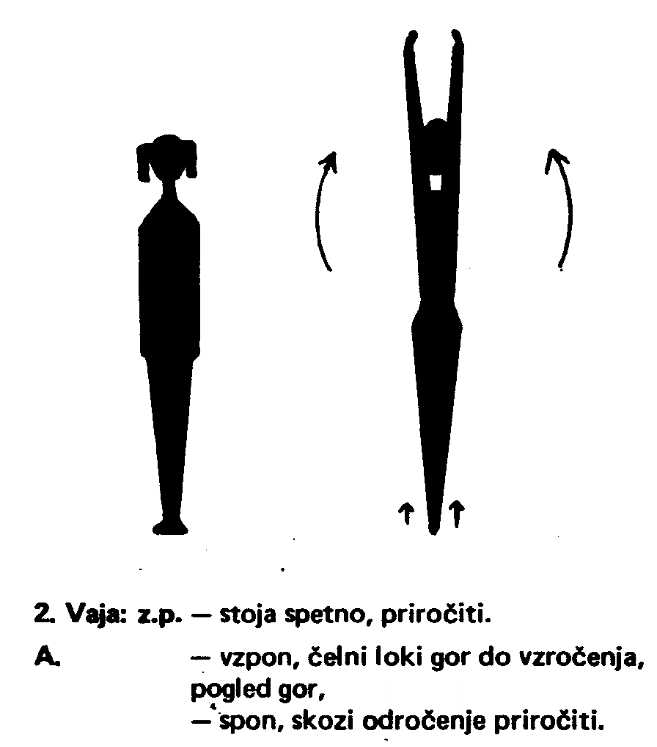 2. Vaja: z.p. — stoja spetno, priročiti.
A. — vzpon, čelni loki gor do vzročenja,
pogled gor,
— spon, skozi odročenje priročiti.